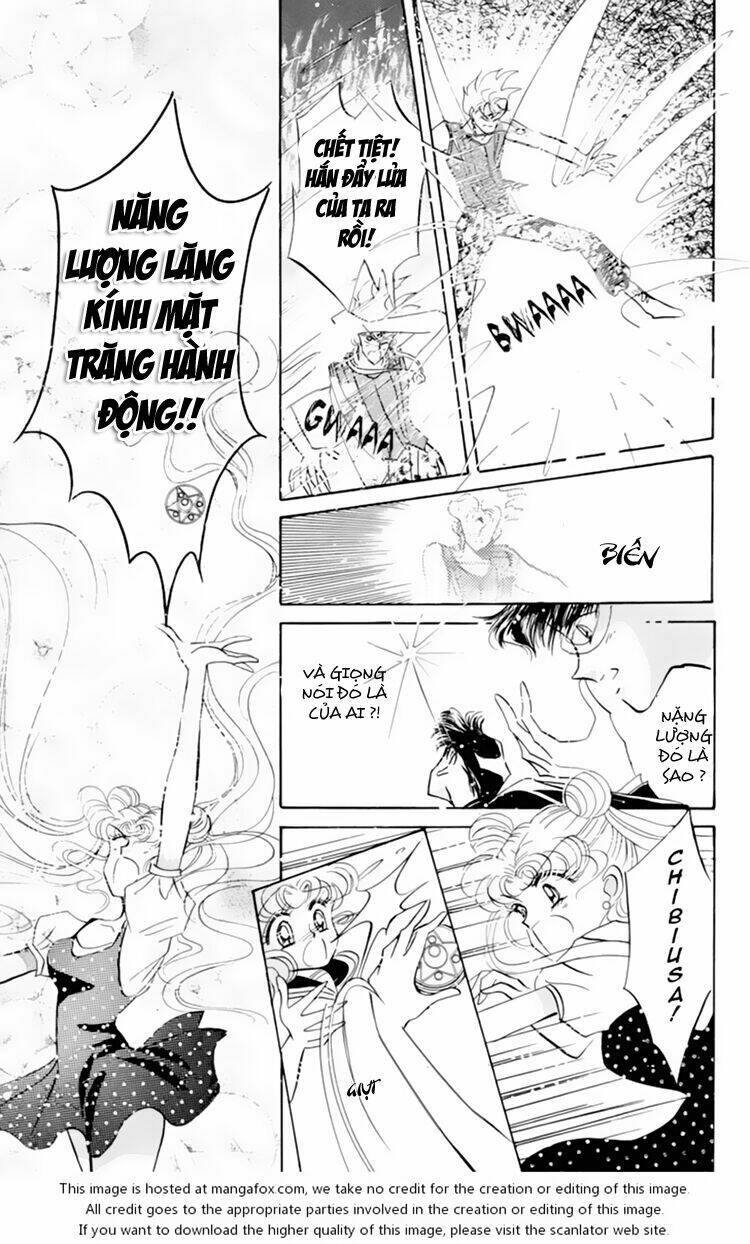 BWAAAA
CHẾT TIỆT!
HẮN ĐẨY LỬA
CỦA TA RA
RỒI!
GWAAA
BIẾN
NĂNG
LƯỢNG
ĐÓ LÀ
SAO ?
VÀ GIỌNG
NÓI ĐÓ LÀ
CỦA AI ?!
CHIBIUSA!
GIỰT
NĂNG
LƯỢNG LĂNG
KÍNH MẶT
TRĂNG HÀNH
ĐỘNG!!
This image is hosted at mangafox.com, we take no credit for the creation or editing of this image.
All credit goes to the appropriate parties involved in the creation or editing of this image.
If you want to download the higher quality of this image, please visit the scanlator web site.